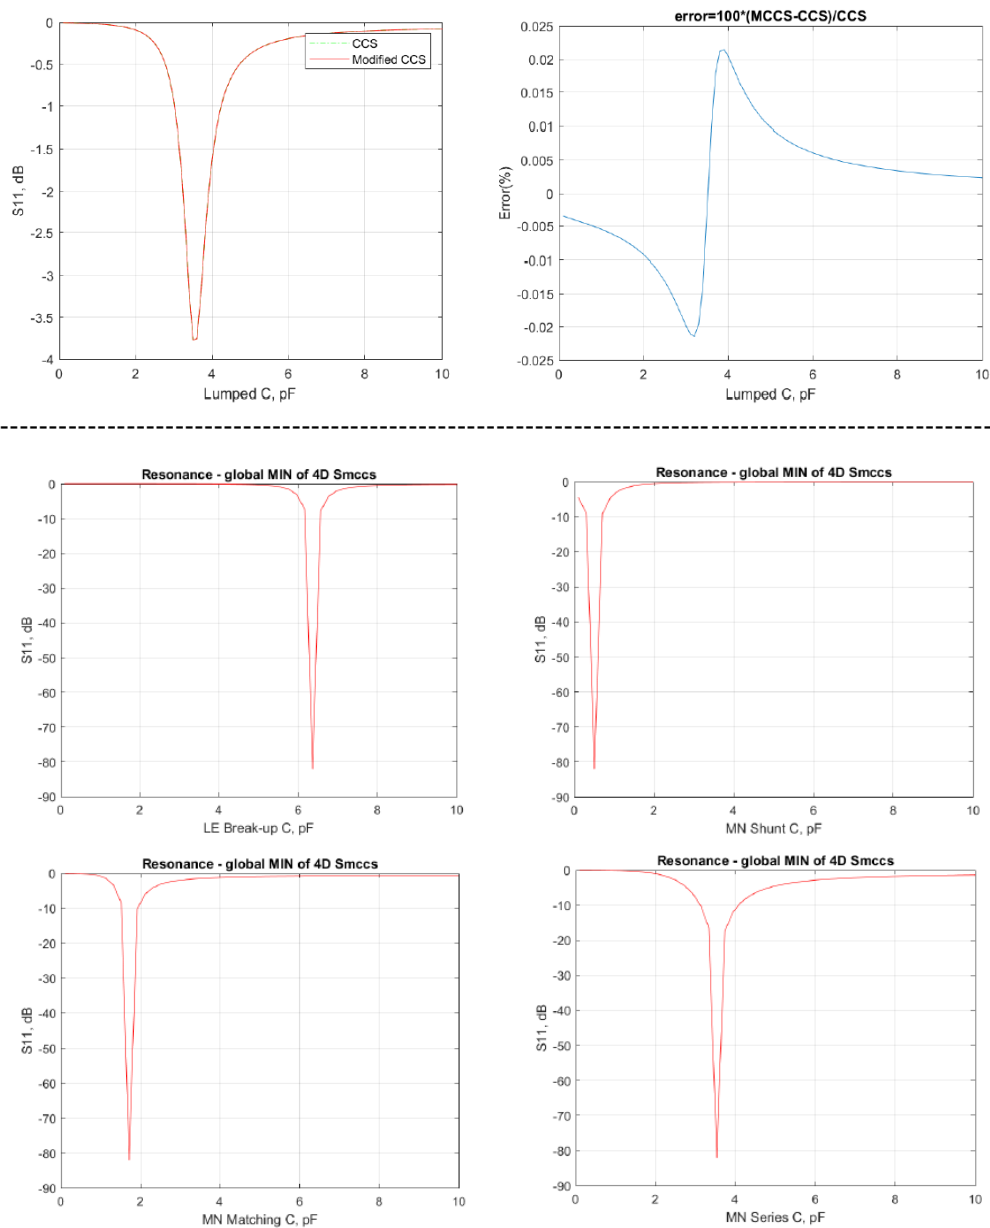 0
-0.5
-1
-1.5
-2
-2.5
-3
-3.5
-4
0 2 4 6 8 10
S11, dB
Lumped C, pF
CCS
Modified CCS
error=100*(MCCS-CCS)/CCS
0.025
0.02
0.015
0.01
0.005
0
-0.005
-0.01
-0.015
-0.02
-0.025
0 2 4 6 8 10
Error(%)
Lumped C, pF
Resonance - global MIN of 4D Smccs
0
-10
-20
-30
-40
-50
-60
-70
-80
-90
0 2 4 6 8 10
S11, dB
LE Break-up C, pF
Resonance - global MIN of 4D Smccs
0
-10
-20
-30
-40
-50
-60
-70
-80
-90
0 2 4 6 8 10
S11, dB
MN Shunt C, pF
Resonance - global MIN of 4D Smccs
0
-10
-20
-30
-40
-50
-60
-70
-80
-90
0 2 4 6 8 10
S11, dB
MN Matching C, pF
Resonance - global MIN of 4D Smccs
0
-10
-20
-30
-40
-50
-60
-70
-80
-90
0 2 4 6 8 10
S11, dB
MN Series C, pF